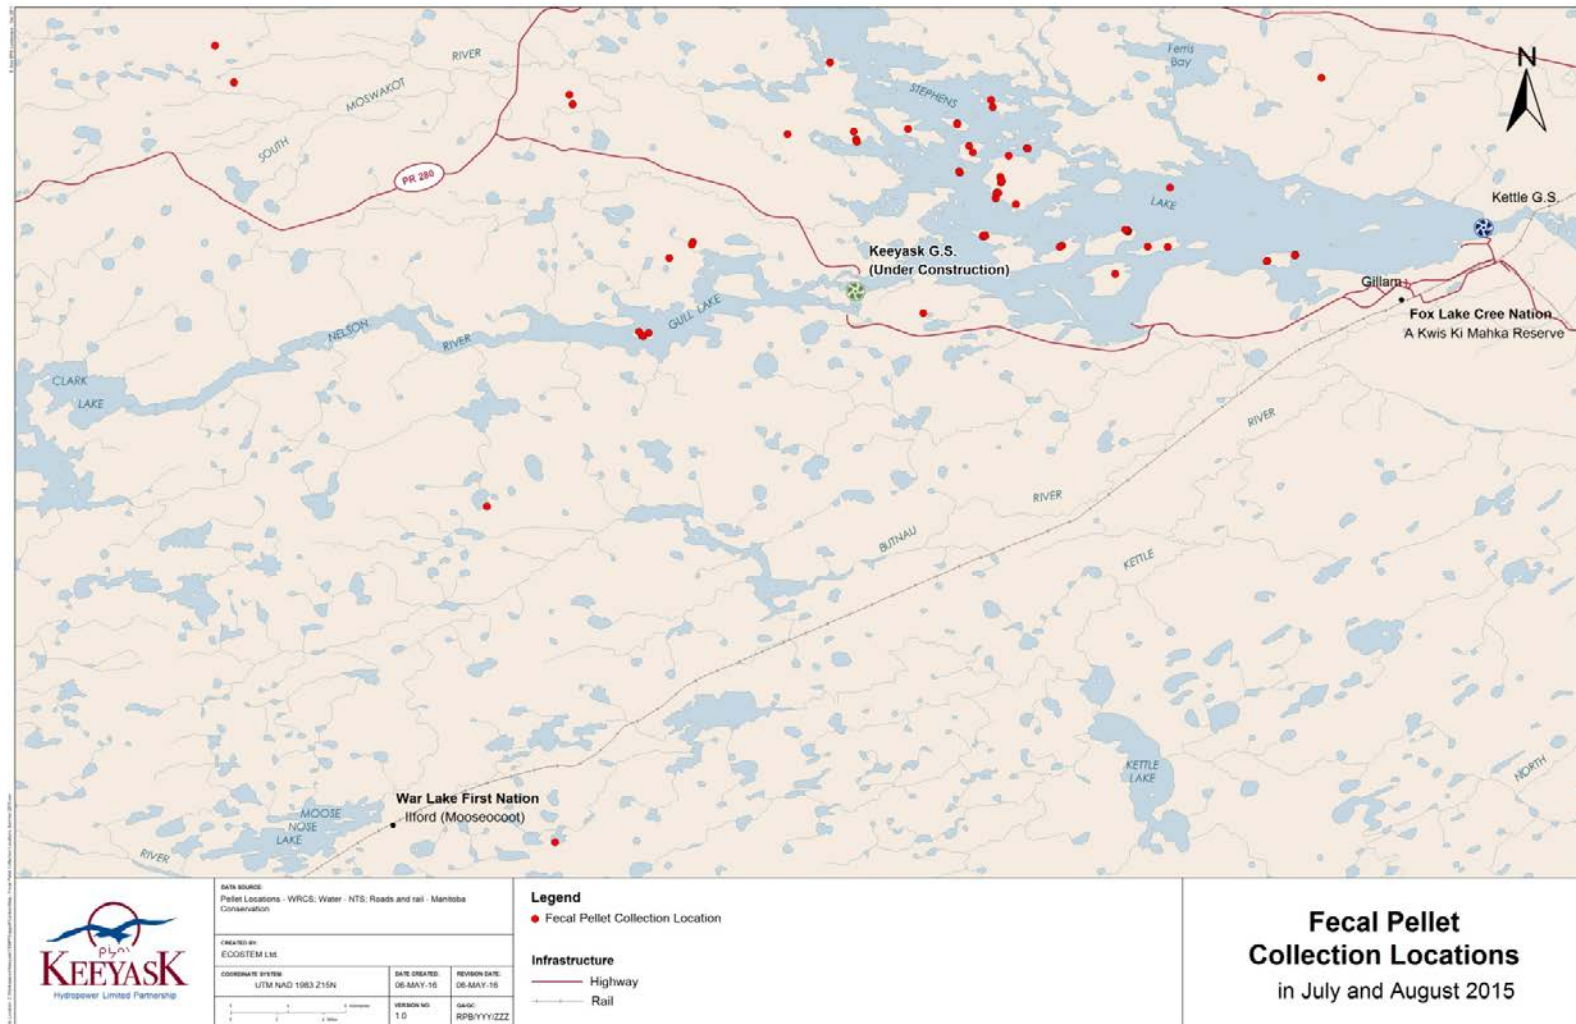 RIVER
MOSWAKOT
SOUTH
PR 280
STEPHENS
Ferris
Bay
N
LAKE
Kettle G.S.
Keeyask G.S.
(Under Construction)
Gillam
Fox Lake Cree Nation
A Kwis Ki Mahka Reserve
GULL LAKE
NELSON
RIVER
CLARK
LAKE
RIVER
RIVER
BUTNAU
KETTLE
KETTLE
LAKE
NORTH
War Lake First Nation
Ilford (Mooseocoot)
MOOSE
NOSE
LAKE
RIVER
KEEYASK
Hydropower Limited Partnership
DATA SOURCE:
Pellet Locations - WRCS; Water - NTS; Roads and rail - Manitoba
Conservation
CREATED BY:
ECOSTEM Ltd.
COORDINATE SYSTEM:
UTM NAD 1983 Z15N
DATE CREATED:
06-MAY-16
REVISION DATE:
06-MAY-16
VERSION NO:
1.0
QA/QC:
RPB/YYY/ZZZ
Legend
Fecal Pellet Collection Location
Infrastructure
Highway
Rail
Fecal Pellet
Collection Locations
in July and August 2015